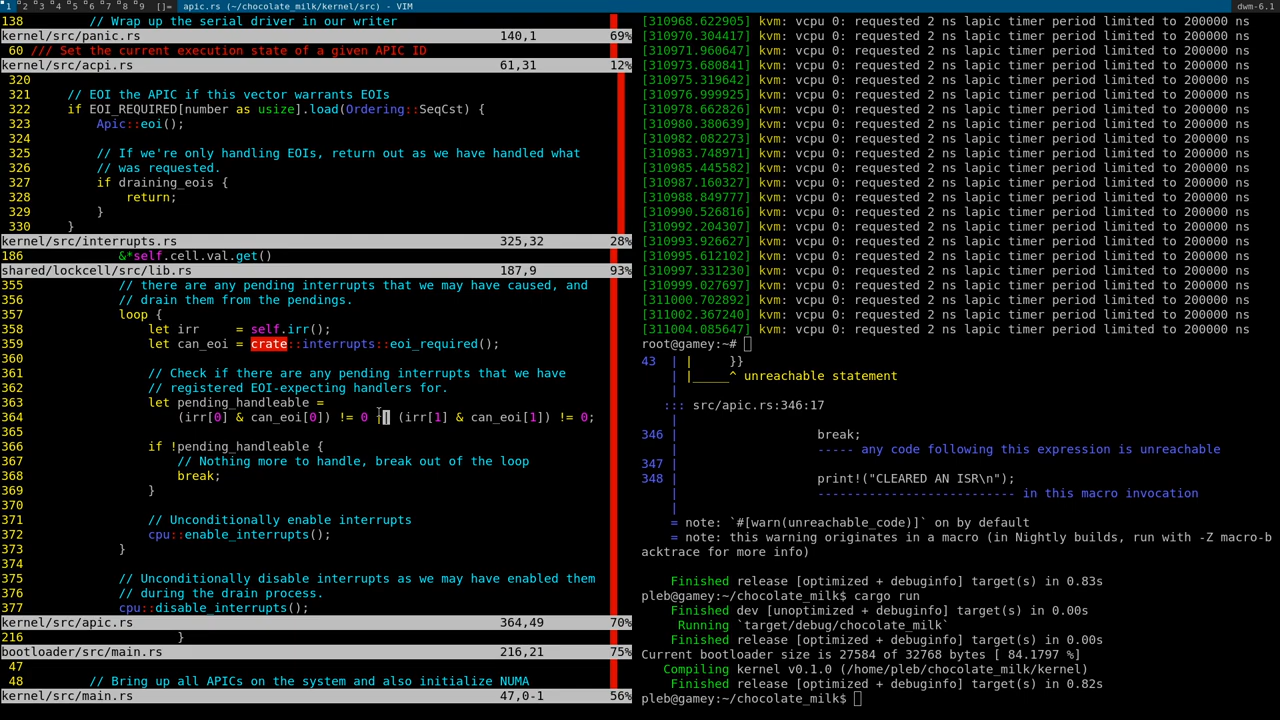 1 2 3 4 5 6 7 8 9 []= apic.rs (~/chocolate_milk/kernel/src) - VIM dwm-6.1
138         // Wrap up the serial driver in our writer
kernel/src/panic.rs 140,1 69%
60 /// Set the current execution state of a given APIC ID
kernel/src/acpi.rs 61,31 12%
320
321     // EOI the APIC if this vector warrants EOIs
322     if EOI_REQUIRED[number as usize].load(Ordering::SeqCst) {
323         Apic::eoi();
324
325         // If we're only handling EOIs, return out as we have handled what
326         // was requested.
327         if draining_eois {
328             return;
329         }
330     }
kernel/src/interrupts.rs 325,32 28%
186             &*self.cell.val.get()
shared/lockcell/src/lib.rs 187,9 93%
355             // there are any pending interrupts that we may have caused, and
356             // drain them from the pendings.
357             loop {
358                 let irr     = self.irr();
359                 let can_eoi = crate::interrupts::eoi_required();
360
361                 // Check if there are any pending interrupts that we have
362                 // registered EOI-expecting handlers for.
363                 let pending_handleable =
364                     (irr[0] & can_eoi[0]) != 0 || (irr[1] & can_eoi[1]) != 0;
365
366                 if !pending_handleable {
367                     // Nothing more to handle, break out of the loop
368                     break;
369                 }
370
371                 // Unconditionally enable interrupts
372                 cpu::enable_interrupts();
373             }
374
375             // Unconditionally disable interrupts as we may have enabled them
376             // during the drain process.
377             cpu::disable_interrupts();
kernel/src/apic.rs 364,49 70%
216                     }
bootloader/src/main.rs 216,21 75%
47
48         // Bring up all APICs on the system and also initialize NUMA
kernel/src/main.rs 47,0-1 56%
[310968.622905] kvm: vcpu 0: requested 2 ns lapic timer period limited to 200000 ns
[310970.304417] kvm: vcpu 0: requested 2 ns lapic timer period limited to 200000 ns
[310971.960647] kvm: vcpu 0: requested 2 ns lapic timer period limited to 200000 ns
[310973.680841] kvm: vcpu 0: requested 2 ns lapic timer period limited to 200000 ns
[310975.319642] kvm: vcpu 0: requested 2 ns lapic timer period limited to 200000 ns
[310976.999925] kvm: vcpu 0: requested 2 ns lapic timer period limited to 200000 ns
[310978.662826] kvm: vcpu 0: requested 2 ns lapic timer period limited to 200000 ns
[310980.380639] kvm: vcpu 0: requested 2 ns lapic timer period limited to 200000 ns
[310982.082273] kvm: vcpu 0: requested 2 ns lapic timer period limited to 200000 ns
[310983.748971] kvm: vcpu 0: requested 2 ns lapic timer period limited to 200000 ns
[310985.445582] kvm: vcpu 0: requested 2 ns lapic timer period limited to 200000 ns
[310987.160327] kvm: vcpu 0: requested 2 ns lapic timer period limited to 200000 ns
[310988.849777] kvm: vcpu 0: requested 2 ns lapic timer period limited to 200000 ns
[310990.526816] kvm: vcpu 0: requested 2 ns lapic timer period limited to 200000 ns
[310992.204307] kvm: vcpu 0: requested 2 ns lapic timer period limited to 200000 ns
[310993.926627] kvm: vcpu 0: requested 2 ns lapic timer period limited to 200000 ns
[310995.612102] kvm: vcpu 0: requested 2 ns lapic timer period limited to 200000 ns
[310997.331230] kvm: vcpu 0: requested 2 ns lapic timer period limited to 200000 ns
[310999.027697] kvm: vcpu 0: requested 2 ns lapic timer period limited to 200000 ns
[311000.702892] kvm: vcpu 0: requested 2 ns lapic timer period limited to 200000 ns
[311002.367240] kvm: vcpu 0: requested 2 ns lapic timer period limited to 200000 ns
[311004.085647] kvm: vcpu 0: requested 2 ns lapic timer period limited to 200000 ns
root@gamey:~#
43  | |     }}
    | |_____^ unreachable statement
    |
   ::: src/apic.rs:346:17
    |
346 |                 break;
    |                 ----- any code following this expression is unreachable
347 |
348 |                 print!("CLEARED AN ISR\n");
    |                 --------------------------- in this macro invocation
    |
    = note: `#[warn(unreachable_code)]` on by default
    = note: this warning originates in a macro (in Nightly builds, run with -Z macro-b
acktrace for more info)
    Finished release [optimized + debuginfo] target(s) in 0.83s
pleb@gamey:~/chocolate_milk$ cargo run
    Finished dev [unoptimized + debuginfo] target(s) in 0.00s
     Running `target/debug/chocolate_milk`
    Finished release [optimized + debuginfo] target(s) in 0.00s
Current bootloader size is 27584 of 32768 bytes [ 84.1797 %]
   Compiling kernel v0.1.0 (/home/pleb/chocolate_milk/kernel)
    Finished release [optimized + debuginfo] target(s) in 0.82s
pleb@gamey:~/chocolate_milk$